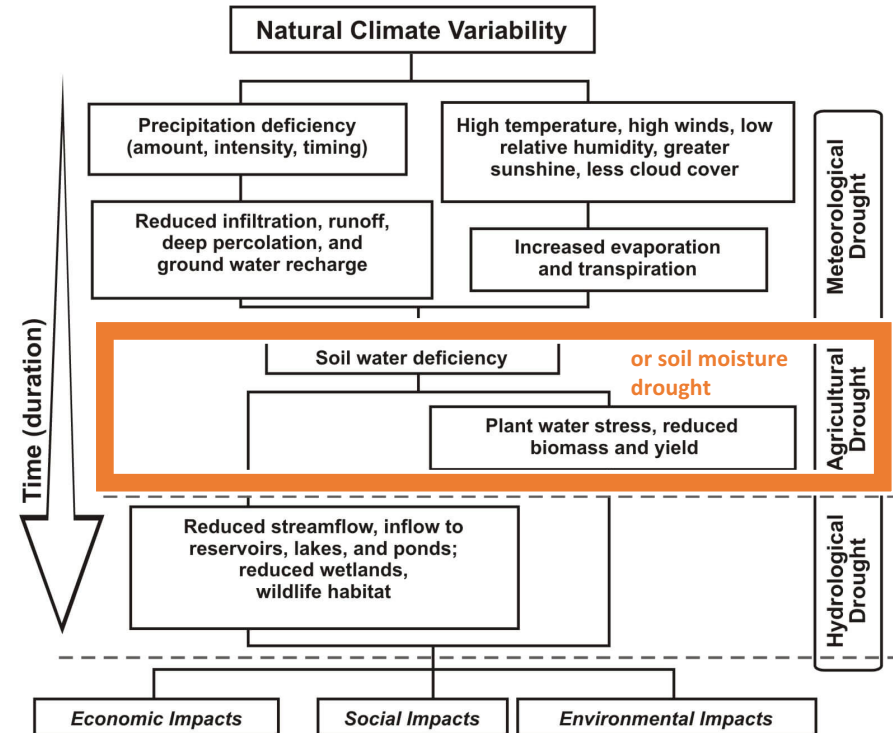 Natural Climate Variability
Precipitation deficiency
(amount, intensity, timing)
High temperature, high winds, low
relative humidity, greater
sunshine, less cloud cover
Reduced infiltration, runoff,
deep percolation, and
ground water recharge
Increased evaporation
and transpiration
Meteorological
Drought
Time (duration)
Soil water deficiency
or soil moisture
drought
Plant water stress, reduced
biomass and yield
Agricultural
Drought
Reduced streamflow, inflow to
reservoirs, lakes, and ponds;
reduced wetlands,
wildlife habitat
Hydrological
Drought
Economic Impacts
Social Impacts
Environmental Impacts